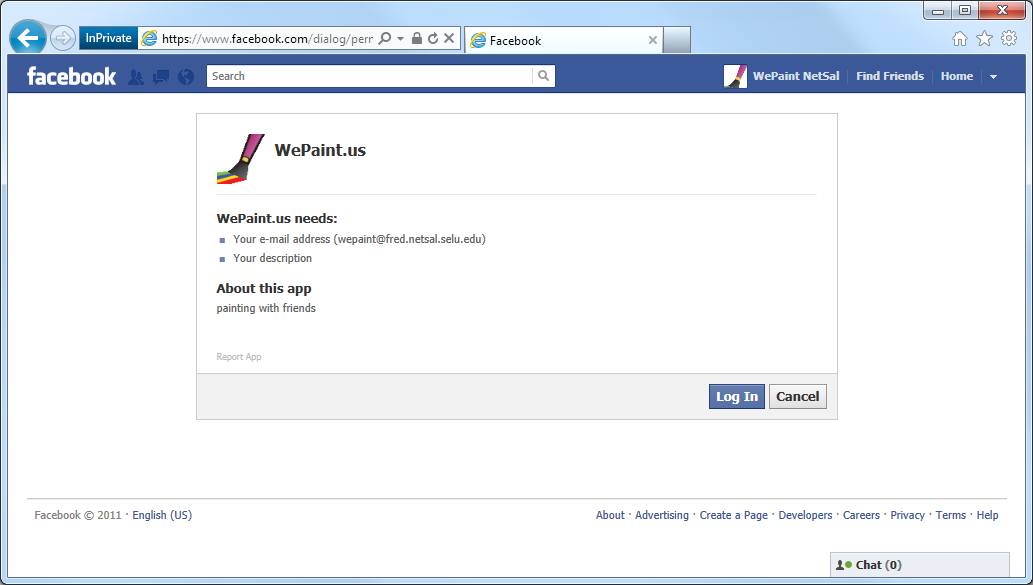 InPrivate https://www.facebook.com/dialog/perr Facebook
facebook Search WePaint NetSal Find Friends Home
WePaint.us
WePaint.us needs:
Your e-mail address (wepaint@fred.netsal.selu.edu)
Your description
About this app
painting with friends
Report App
Log In Cancel
Facebook © 2011 · English (US) About · Advertising · Create a Page · Developers · Careers · Privacy · Terms · Help
Chat (0)